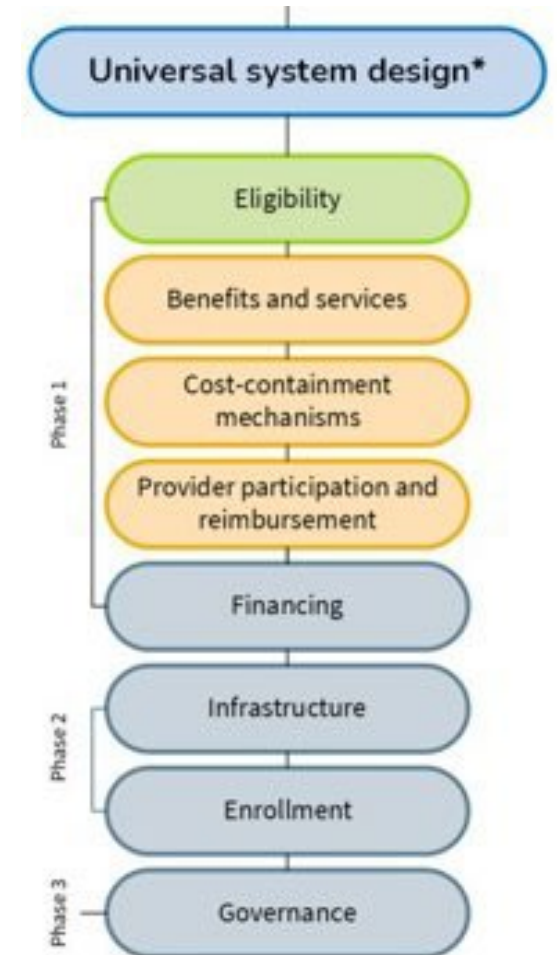 Universal system design*
Eligibility
Benefits and services
Cost-containment
mechanisms
Provider participation and
reimbursement
Financing
Phase 1
Infrastructure
Enrollment
Phase 2
Governance
Phase 3